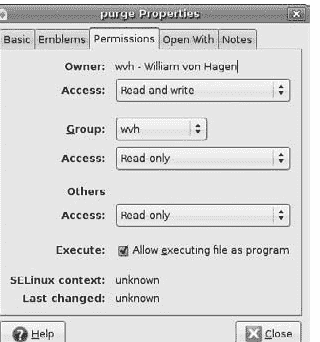 purge Properties
Basic Emblems Permissions Open With Notes
Owner: wvh - William von Hagen
Access: Read and write
Group: wvh
Access: Read-only
Others
Access: Read-only
Execute: Allow executing file as program
SELinux context: unknown
Last changed: unknown
Help Close